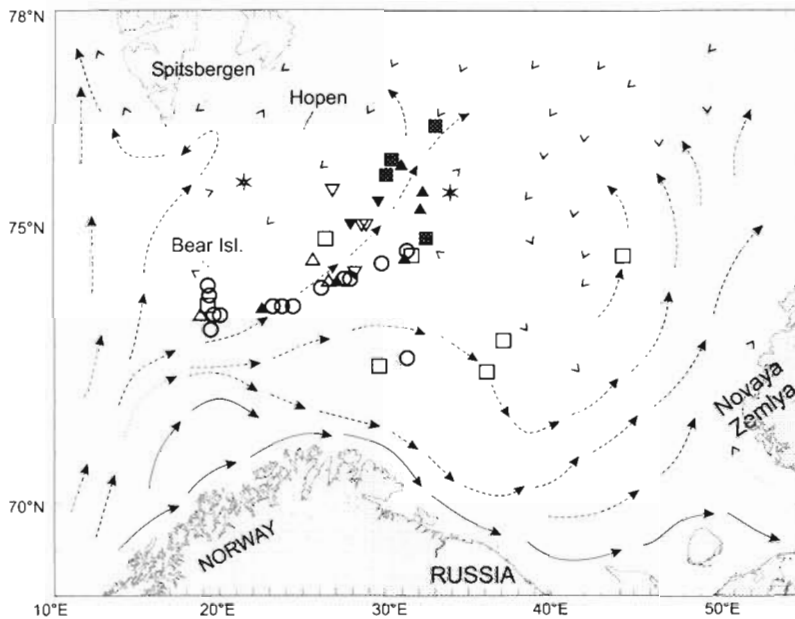 78°N
Spitsbergen
Hopen
75°N
Bear Isl.
Novaya
Zemlya
70°N
NORWAY
RUSSIA
10°E 20°E 30°E 40°E 50°E